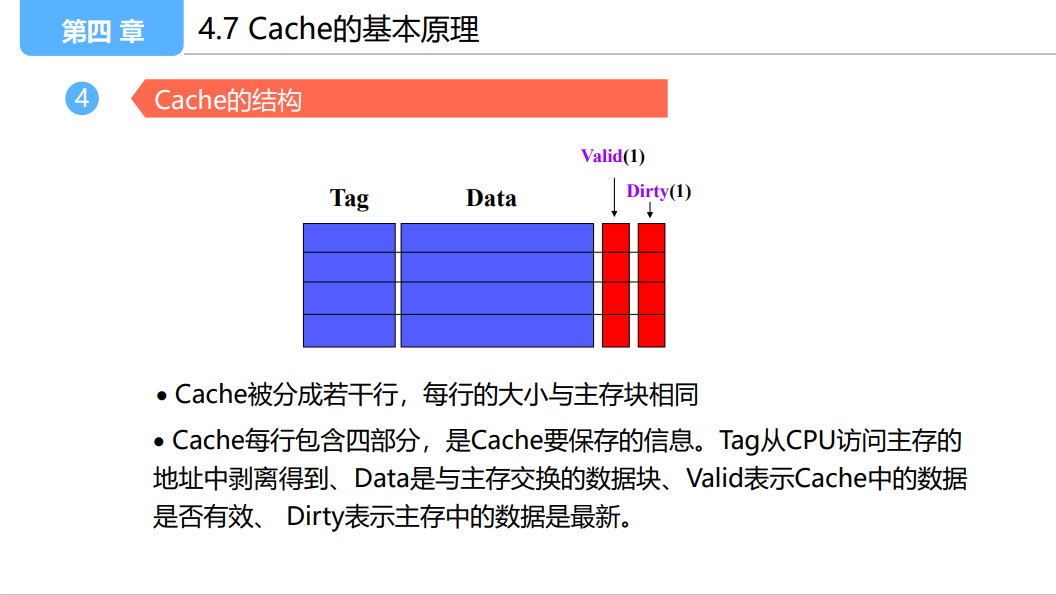 第四 章
4.7 Cache的基本原理
4
Cache的结构
Valid(1)
Dirty(1)
Tag
Data
• Cache被分成若干行，每行的大小与主存块相同
• Cache每行包含四部分，是Cache要保存的信息。Tag从CPU访问主存的
地址中剥离得到、Data是与主存交换的数据块、Valid表示Cache中的数据
是否有效、 Dirty表示主存中的数据是最新。